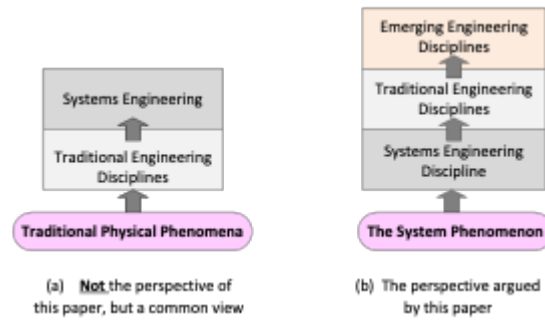 Systems Engineering
Traditional Engineering
Disciplines
Traditional Physical Phenomena
(a) Not the perspective of
this paper, but a common view
Emerging Engineering
Disciplines
Traditional Engineering
Disciplines
Systems Engineering
Discipline
The System Phenomenon
(b) The perspective argued
by this paper